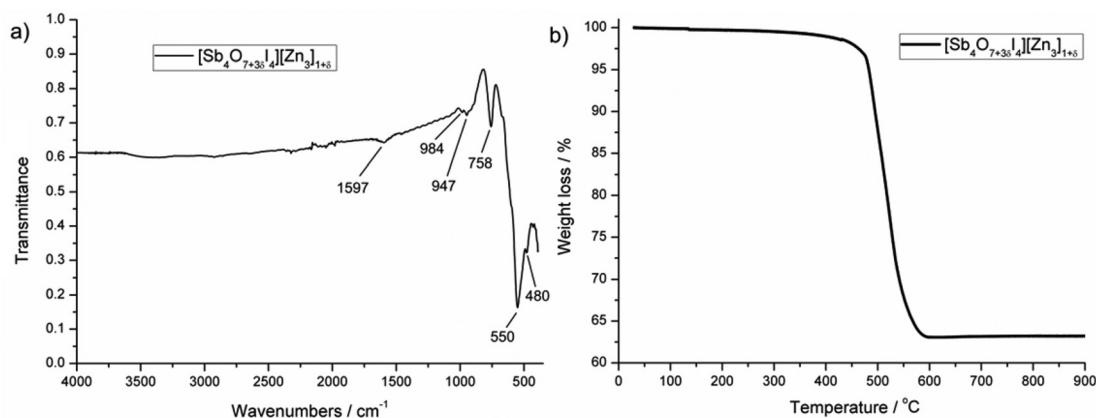 a)
[Sb₄O₇₊₃δI₄][Zn₃]₁₊δ
Transmittance
1.0
0.9
0.8
0.7
0.6
0.5
0.4
0.3
0.2
0.1
0.0
1597
984
947
758
550
480
4000 3500 3000 2500 2000 1500 1000 500
Wavenumbers / cm⁻¹
b)
[Sb₄O₇₊₃δI₄][Zn₃]₁₊δ
Weight loss / %
100
95
90
85
80
75
70
65
60
0 100 200 300 400 500 600 700 800 900
Temperature / °C